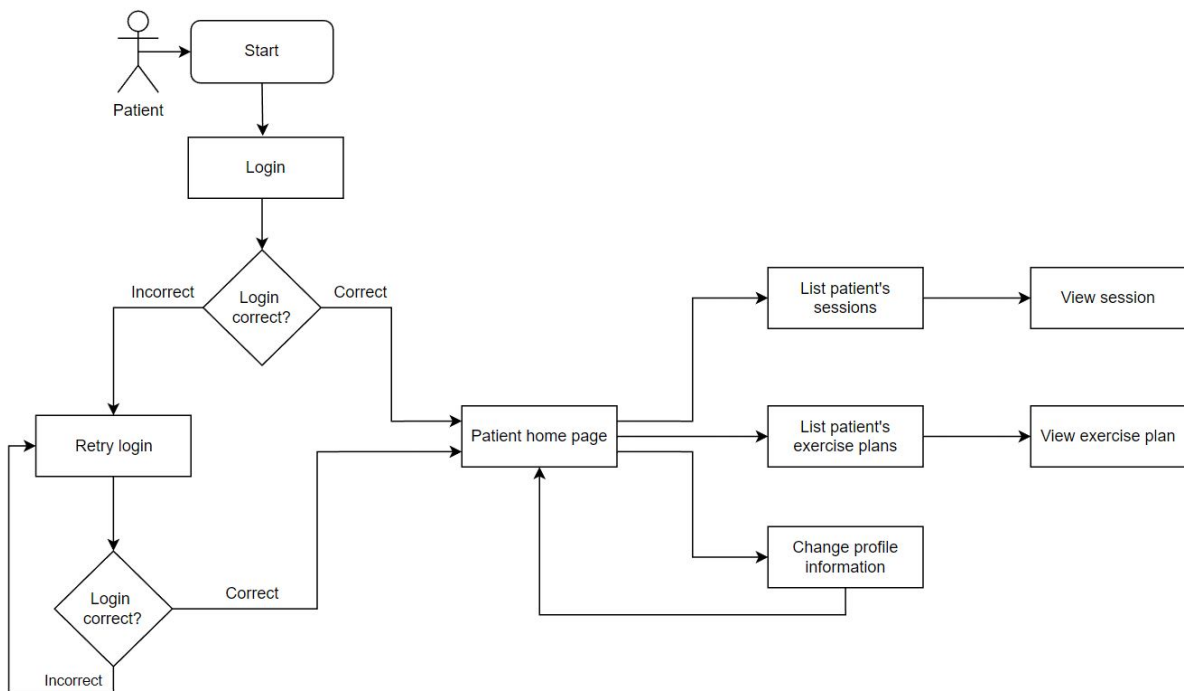 Start
Patient
Login
Incorrect
Login
correct?
Correct
List patient's
sessions
View session
Retry login
Patient home page
List patient's
exercise plans
View exercise plan
Change profile
information
Login
correct?
Correct
Incorrect